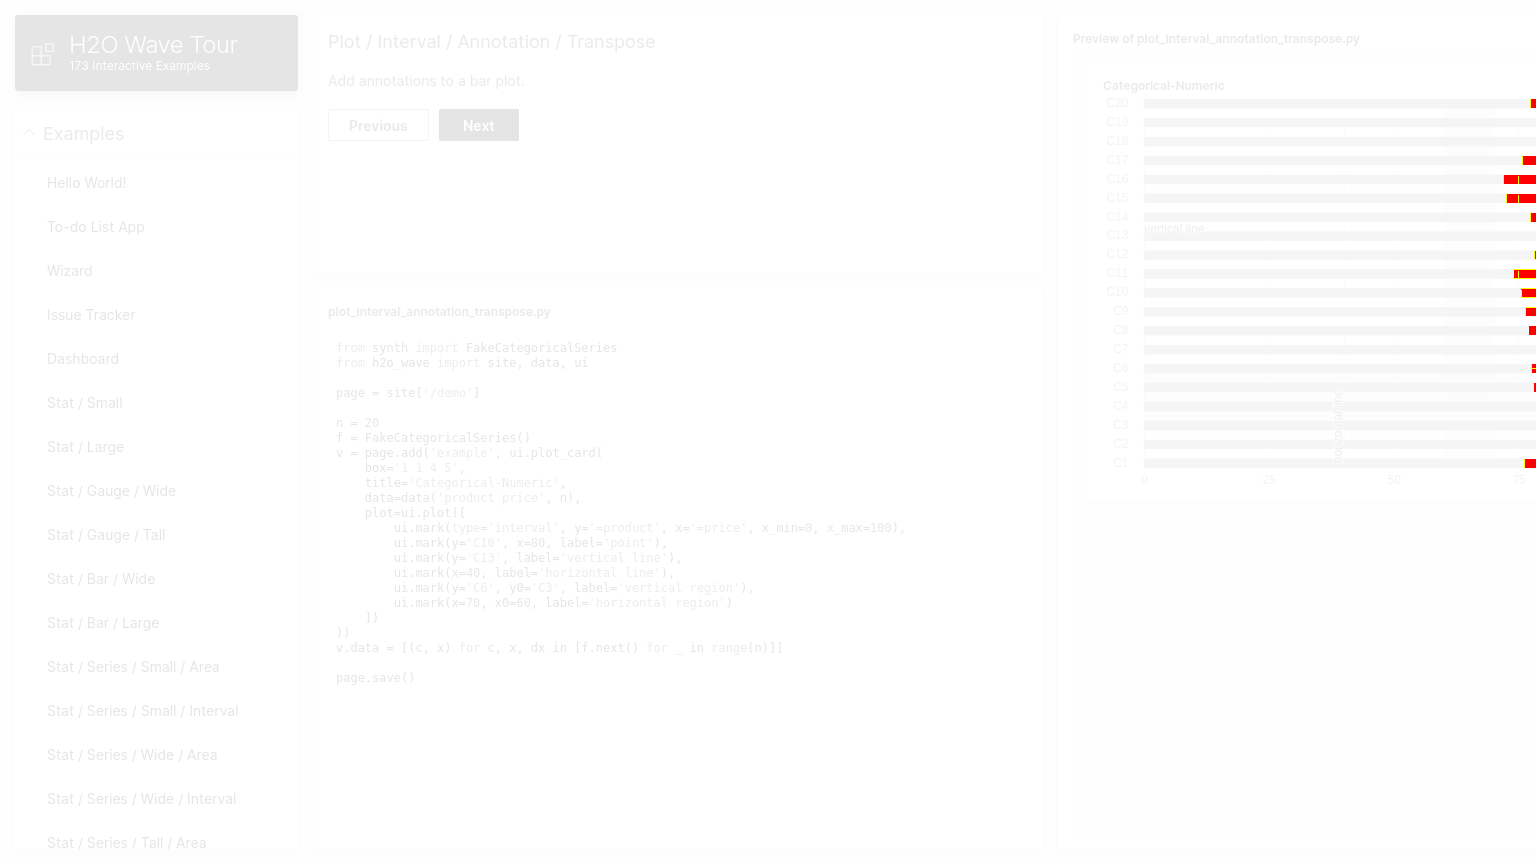 H2O Wave Tour
173 Interactive Examples
Examples
Hello World!
To-do List App
Wizard
Issue Tracker
Dashboard
Stat / Small
Stat / Large
Stat / Gauge / Wide
Stat / Gauge / Tall
Stat / Bar / Wide
Stat / Bar / Large
Stat / Series / Small / Area
Stat / Series / Small / Interval
Stat / Series / Wide / Area
Stat / Series / Wide / Interval
Stat / Series / Tall / Area
Plot / Interval / Annotation / Transpose
Add annotations to a bar plot.
Previous
Next
plot_interval_annotation_transpose.py
from synth import FakeCategoricalSeries
from h2o_wave import site, data, ui
page = site['/demo']
n = 20
f = FakeCategoricalSeries()
v = page.add('example', ui.plot_card(
    box='1 1 4 5',
    title='Categorical-Numeric',
    data=data('product price', n),
    plot=ui.plot([
        ui.mark(type='interval', y='=product', x='=price', x_min=0, x_max=100),
        ui.mark(y='C10', x=80, label='point'),
        ui.mark(y='C13', label='vertical line'),
        ui.mark(x=40, label='horizontal line'),
        ui.mark(y='C6', y0='C3', label='vertical region'),
        ui.mark(x=70, x0=60, label='horizontal region')
    ])
))
v.data = [(c, x) for c, x, dx in [f.next() for _ in range(n)]]
page.save()
Preview of plot_interval_annotation_transpose.py
Categorical-Numeric
C20
C19
C18
C17
C16
C15
C14
vertical line
C13
C12
C11
C10
C9
C8
C7
C6
C5
C4
C3
C2
C1
horizontal line
0
25
50
75